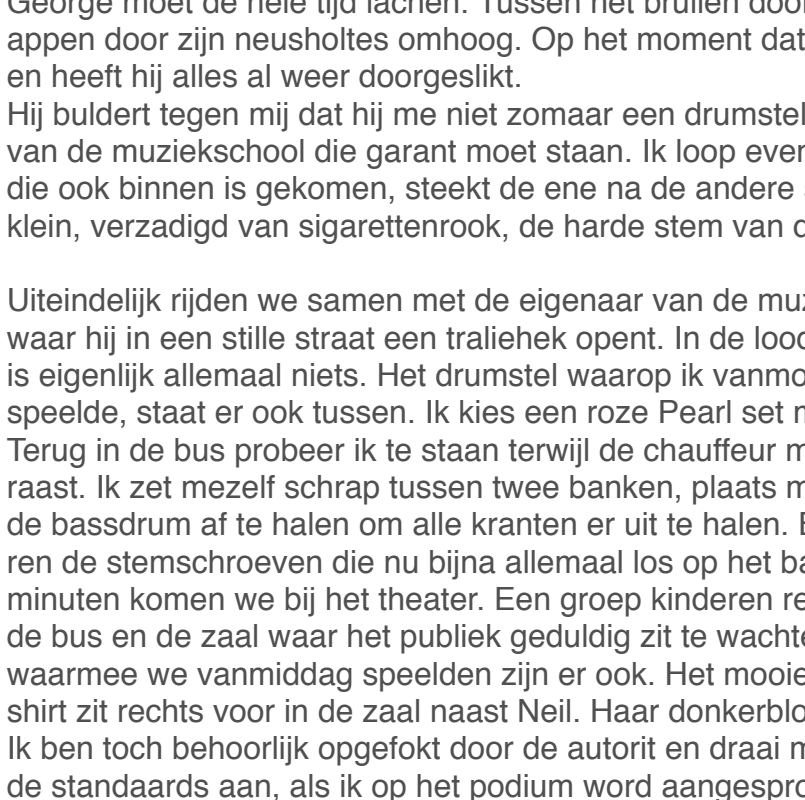 George moet de hele tijd lachen. Tussen het brullen door
appen door zijn neusholtes omhoog. Op het moment dat
en heeft hij alles al weer doorgeslikt.
Hij buldert tegen mij dat hij me niet zomaar een drumstel
van de muziekschool die garant moet staan. Ik loop even
die ook binnen is gekomen, steekt de ene na de andere
klein, verzadigd van sigarettenrook, de harde stem van
Uiteindelijk rijden we samen met de eigenaar van de muz
waar hij in een stille straat een traliehek opent. In de lood
is eigenlijk allemaal niets. Het drumstel waarop ik vanmo
speelde, staat er ook tussen. Ik kies een roze Pearl set
Terug in de bus probeer ik te staan terwijl de chauffeur
raast. Ik zet mezelf schrap tussen twee banken, plaats
de bassdrum af te halen om alle kranten er uit te halen.
ren de stemschroeven die nu bijna allemaal los op het ba
minuten komen we bij het theater. Een groep kinderen re
de bus en de zaal waar het publiek geduldig zit te wachte
waarmee we vanmiddag speelden zijn er ook. Het mooie
shirt zit rechts voor in de zaal naast Neil. Haar donkerblo
Ik ben toch behoorlijk opgefokt door de autorit en draai
de standaards aan, als ik op het podium word aangespro